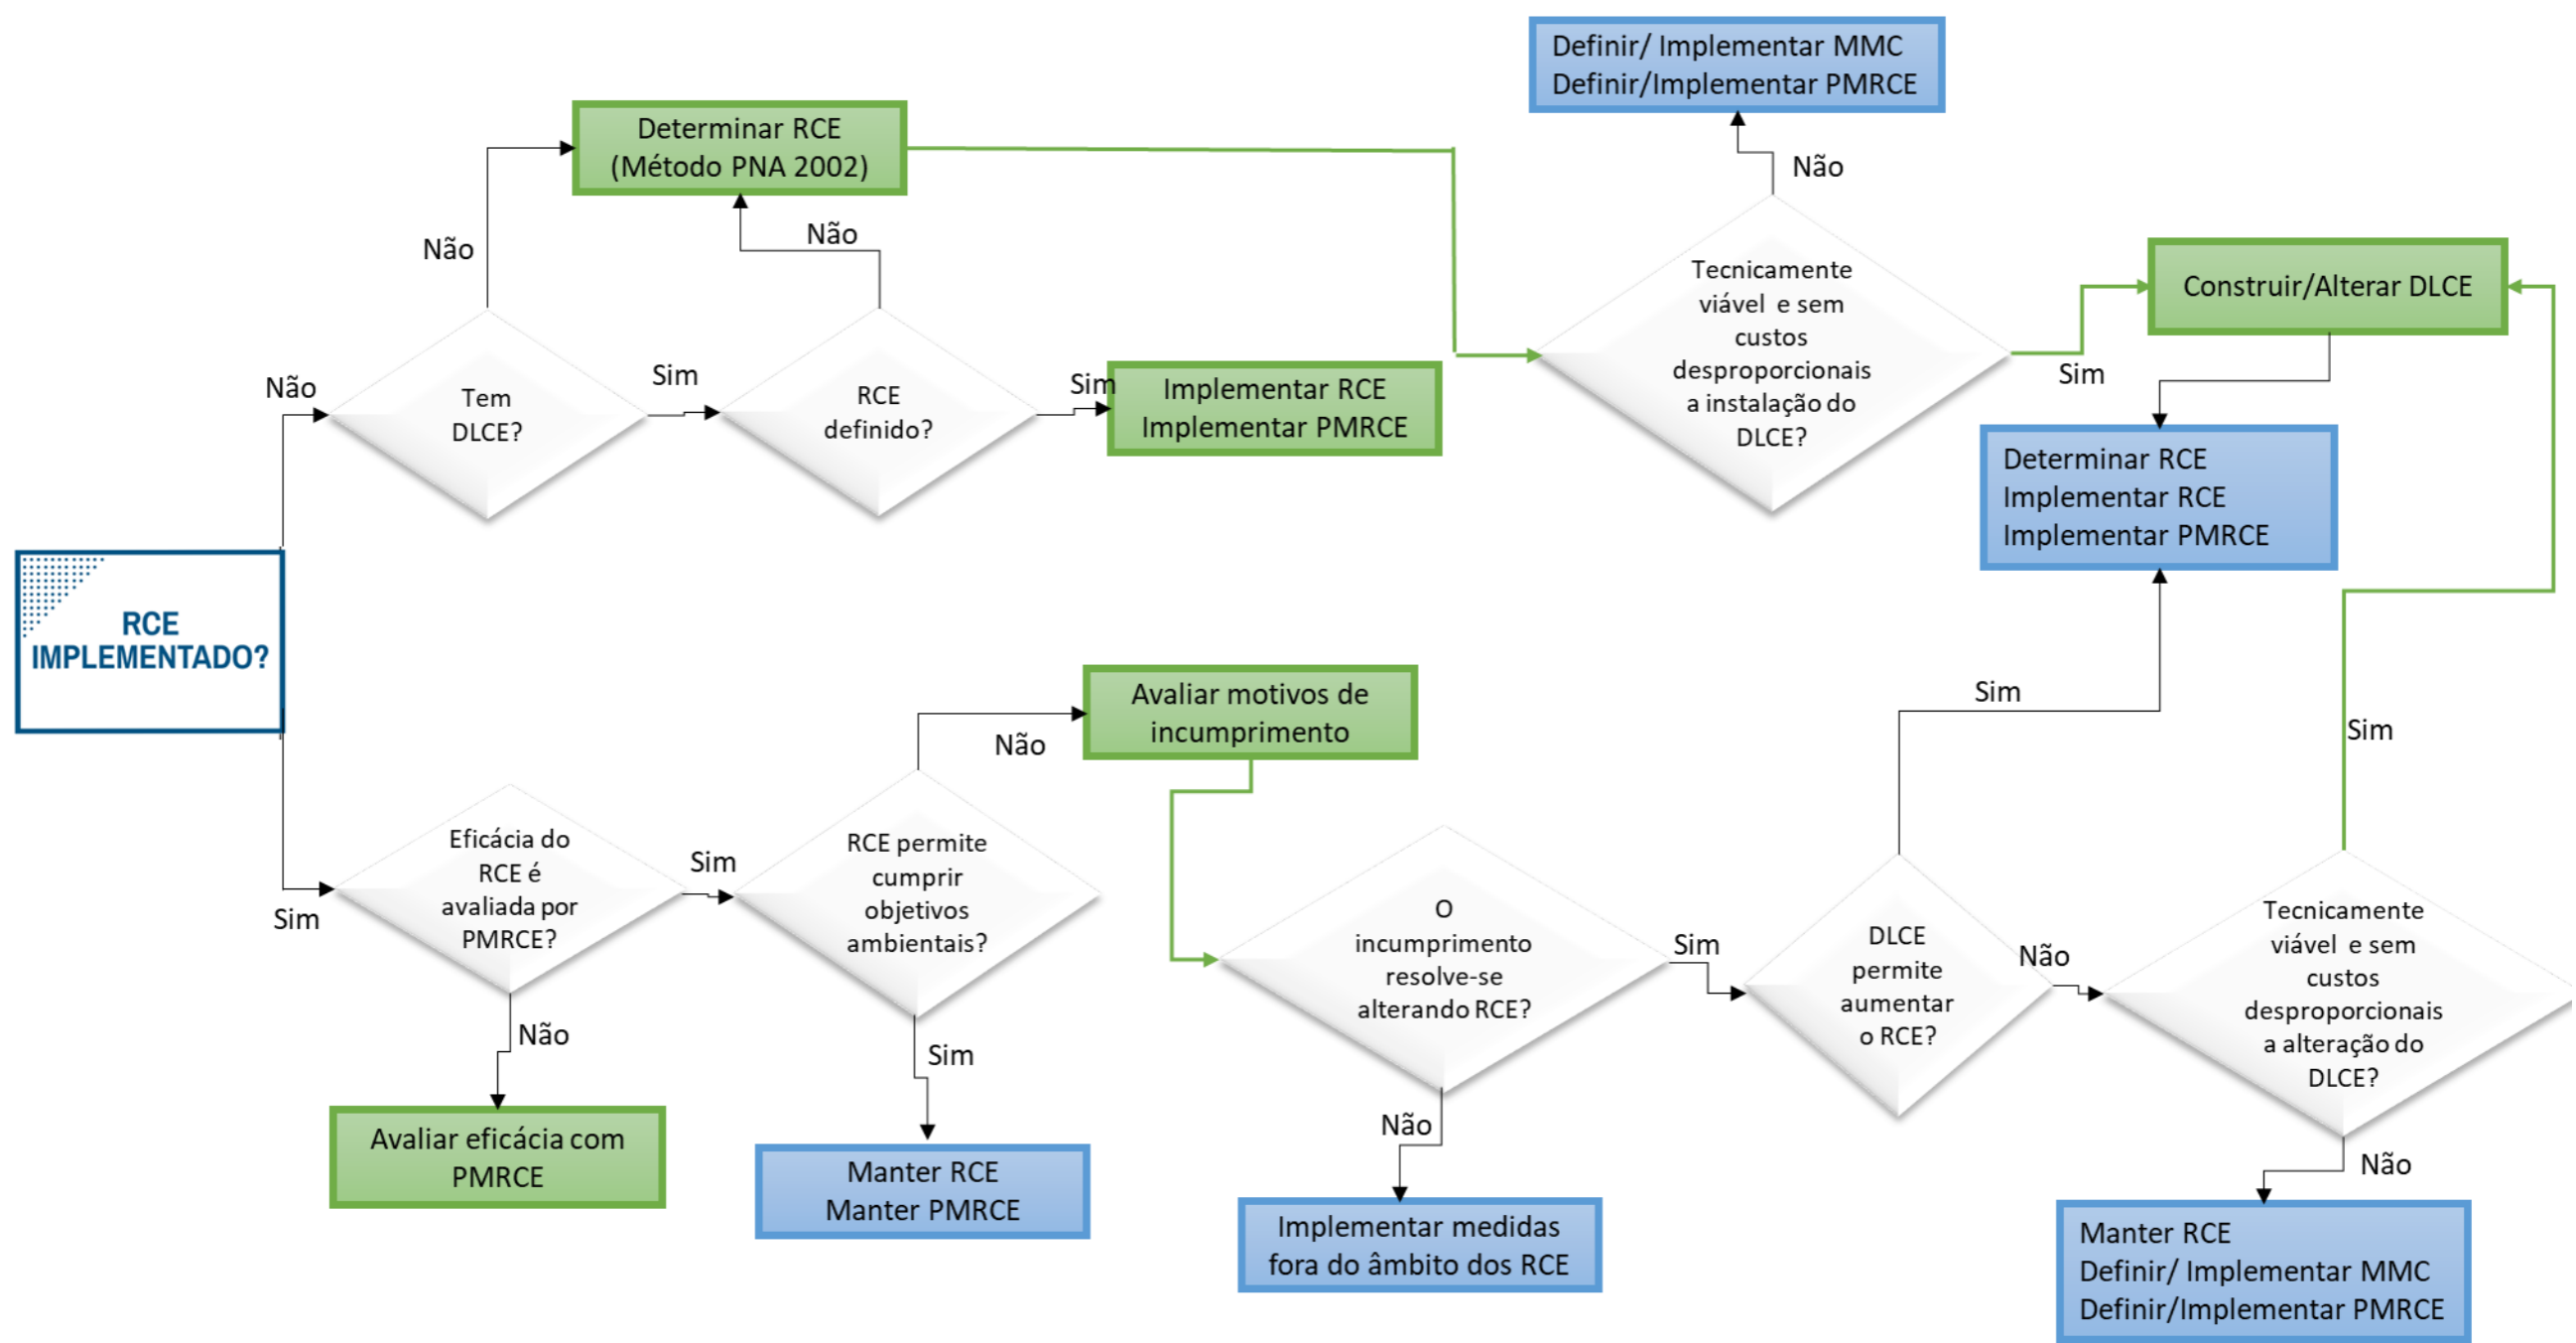 Definir/ Implementar MMC
Definir/Implementar PMRCE
Não
Determinar RCE
(Método PNA 2002)
Não
Não
Tecnicamente
viável e sem
custos
desproporcionais
a instalação do
DLCE?
Sim
Construir/Alterar DLCE
Não
Tem
DLCE?
Sim
RCE
definido?
Sim
Implementar RCE
Implementar PMRCE
Determinar RCE
Implementar RCE
Implementar PMRCE
RCE
IMPLEMENTADO?
Sim
Eficácia do
RCE é
avaliada por
PMRCE?
Sim
RCE permite
cumprir
objetivos
ambientais?
Não
Avaliar motivos de
incumprimento
Sim
Sim
O
incumprimento
resolve-se
alterando RCE?
Sim
DLCE
permite
aumentar
o RCE?
Não
Tecnicamente
viável e sem
custos
desproporcionais
a alteração do
DLCE?
Não
Avaliar eficácia com
PMRCE
Sim
Manter RCE
Manter PMRCE
Não
Implementar medidas
fora do âmbito dos RCE
Não
Manter RCE
Definir/ Implementar MMC
Definir/Implementar PMRCE